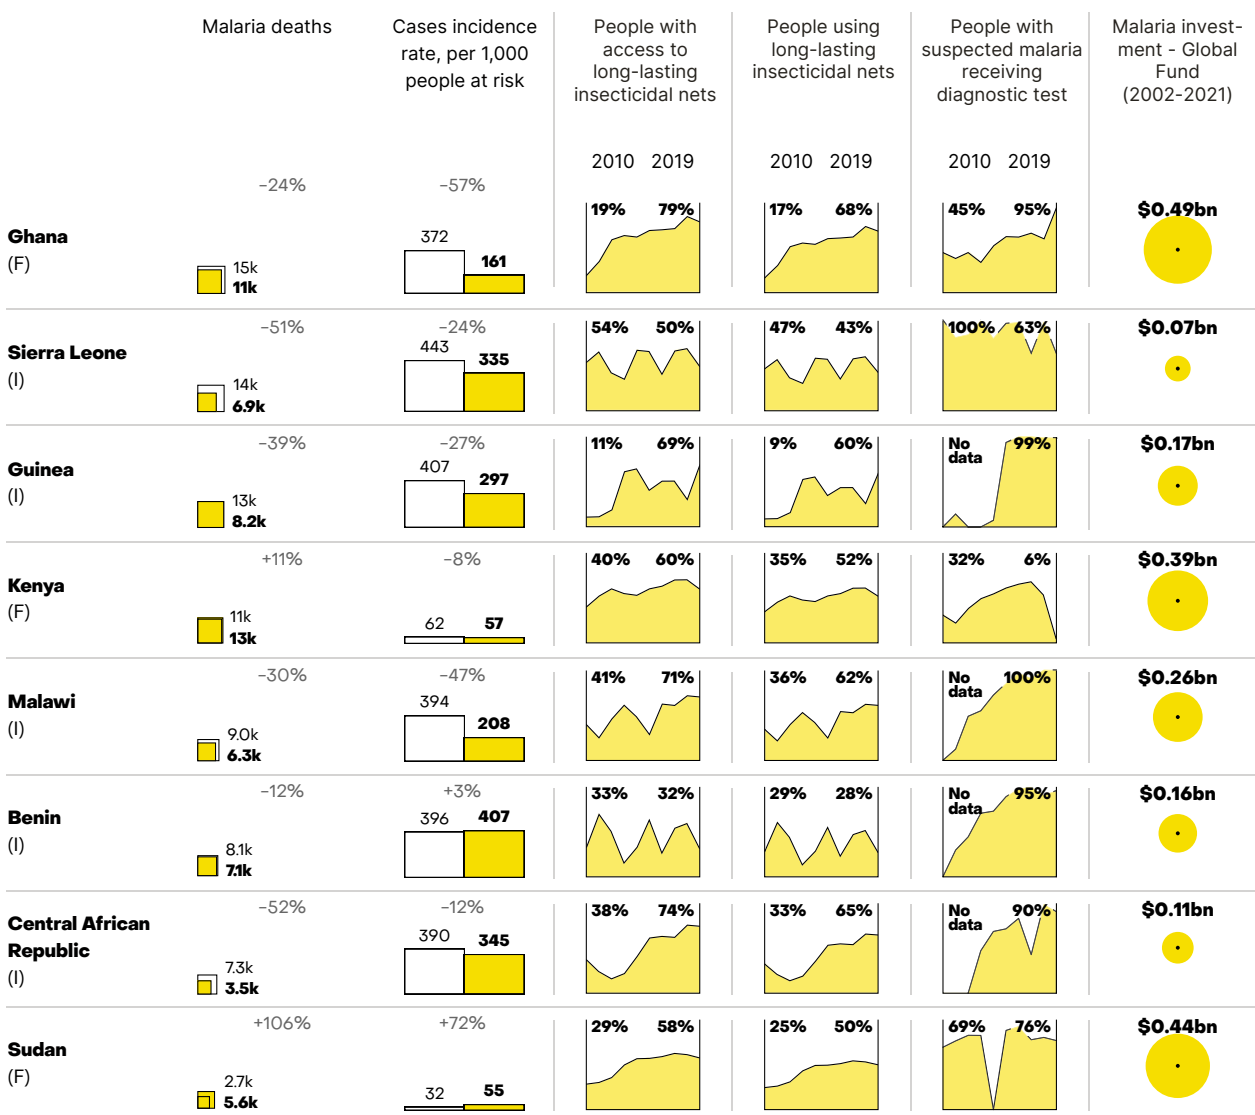 Malaria deaths
Cases incidence
rate, per 1,000
people at risk
People with
access to
long-lasting
insecticidal nets
People using
long-lasting
insecticidal nets
People with
suspected malaria
receiving
diagnostic test
Malaria invest-
ment - Global
Fund
(2002-2021)
2010 2019
2010 2019
2010 2019
Ghana
(F)
-24%
15k
11k
-57%
372
161
19% 79%
17% 68%
45% 95%
$0.49bn
Sierra Leone
(I)
-51%
14k
6.9k
-24%
443
335
54% 50%
47% 43%
100% 63%
$0.07bn
Guinea
(I)
-39%
13k
8.2k
-27%
407
297
11% 69%
9% 60%
No
data
99%
$0.17bn
Kenya
(F)
+11%
11k
13k
-8%
62
57
40% 60%
35% 52%
32% 6%
$0.39bn
Malawi
(I)
-30%
9.0k
6.3k
-47%
394
208
41% 71%
36% 62%
No
data
100%
$0.26bn
Benin
(I)
-12%
8.1k
7.1k
+3%
396
407
33% 32%
29% 28%
No
data
95%
$0.16bn
Central African
Republic
(I)
-52%
7.3k
3.5k
-12%
390
345
38% 74%
33% 65%
No
data
90%
$0.11bn
Sudan
(F)
+106%
2.7k
5.6k
+72%
32
55
29% 58%
25% 50%
69% 76%
$0.44bn